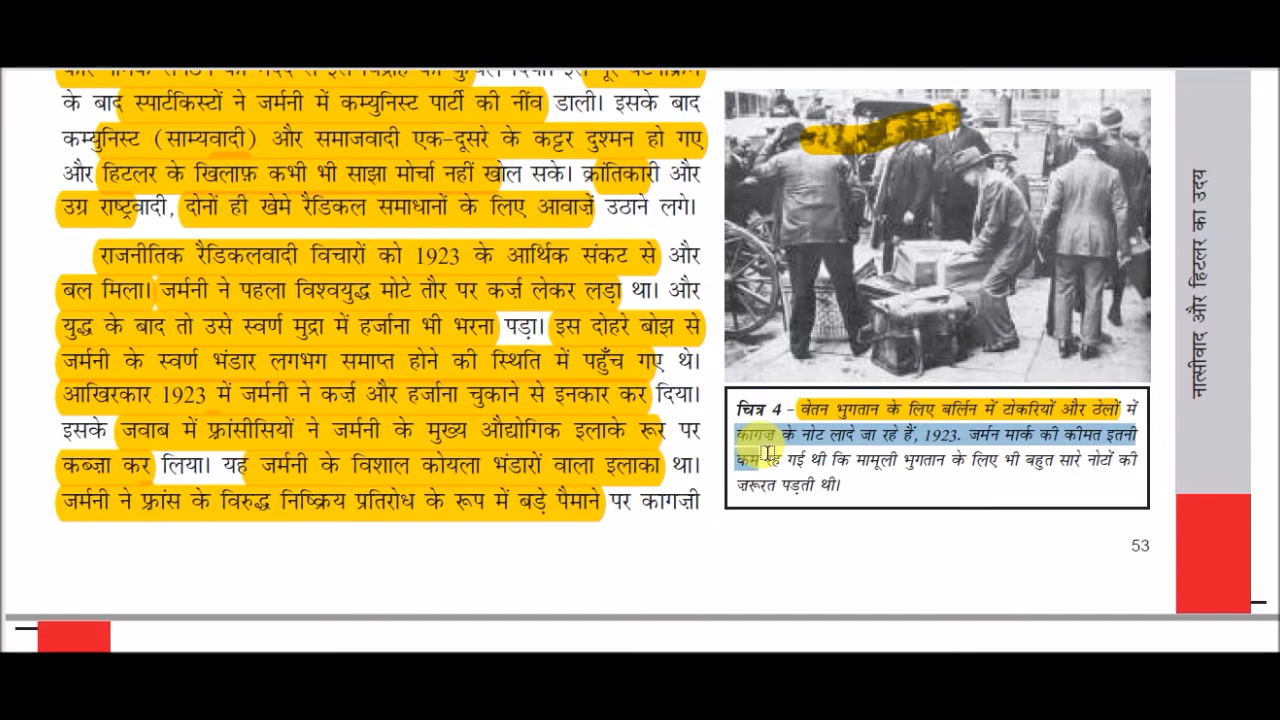 के बाद स्पार्टकिस्टों ने जर्मनी में कम्युनिस्ट पार्टी की नींव डाली। इसके बाद
कम्युनिस्ट (साम्यवादी) और समाजवादी एक-दूसरे के कट्टर दुश्मन हो गए
और हिटलर के खिलाफ़ कभी भी साझा मोर्चा नहीं खोल सके। क्रांतिकारी और
उग्र राष्ट्रवादी, दोनों ही खेमे रैडिकल समाधानों के लिए आवाज़ें उठाने लगे।
राजनीतिक रैडिकलवादी विचारों को 1923 के आर्थिक संकट से और
बल मिला। जर्मनी ने पहला विश्वयुद्ध मोटे तौर पर कर्ज़ लेकर लड़ा था। और
युद्ध के बाद तो उसे स्वर्ण मुद्रा में हर्जाना भी भरना पड़ा। इस दोहरे बोझ से
जर्मनी के स्वर्ण भंडार लगभग समाप्त होने की स्थिति में पहुँच गए थे।
आखिरकार 1923 में जर्मनी ने कर्ज़ और हर्जाना चुकाने से इनकार कर दिया।
इसके जवाब में फ़्रांसीसियों ने जर्मनी के मुख्य औद्योगिक इलाके रूर पर
कब्ज़ा कर लिया। यह जर्मनी के विशाल कोयला भंडारों वाला इलाका था।
जर्मनी ने फ़्रांस के विरुद्ध निष्क्रिय प्रतिरोध के रूप में बड़े पैमाने पर कागज़ी
चित्र 4 – वेतन भुगतान के लिए बर्लिन में टोकरियों और ठेलों में
कागज़ के नोट लादे जा रहे हैं, 1923. जर्मन मार्क की कीमत इतनी
कम रह गई थी कि मामूली भुगतान के लिए भी बहुत सारे नोटों की
ज़रूरत पड़ती थी।
53
नात्सीवाद और हिटलर का उदय